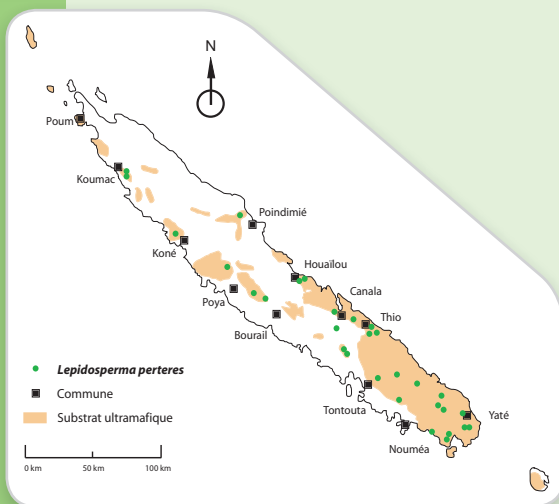 N
Poum
Koumac
Poindimié
Koné
Houaïlou
Canala
Poya
Thio
Bourail
Lepidosperma perteres
Commune
Substrat ultramafique
Tontouta
Yaté
Nouméa
0 km 50 km 100 km